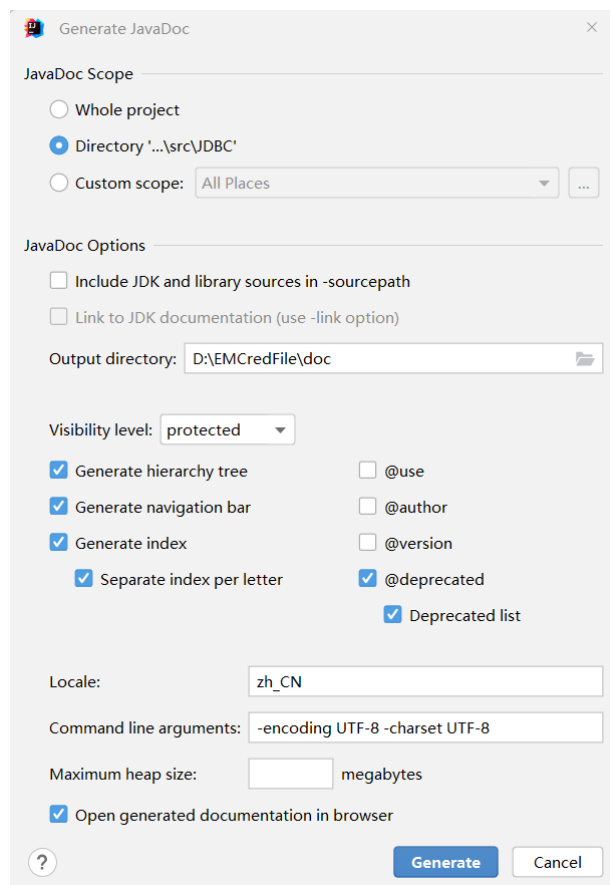 Generate JavaDoc
JavaDoc Scope
Whole project
Directory '...\src\JDBC'
Custom scope: All Places ...
JavaDoc Options
Include JDK and library sources in -sourcepath
Link to JDK documentation (use -link option)
Output directory: D:\EMCredFile\doc
Visibility level: protected
Generate hierarchy tree @use
Generate navigation bar @author
Generate index @version
Separate index per letter @deprecated
Deprecated list
Locale: zh_CN
Command line arguments: -encoding UTF-8 -charset UTF-8
Maximum heap size: megabytes
Open generated documentation in browser
? Generate Cancel